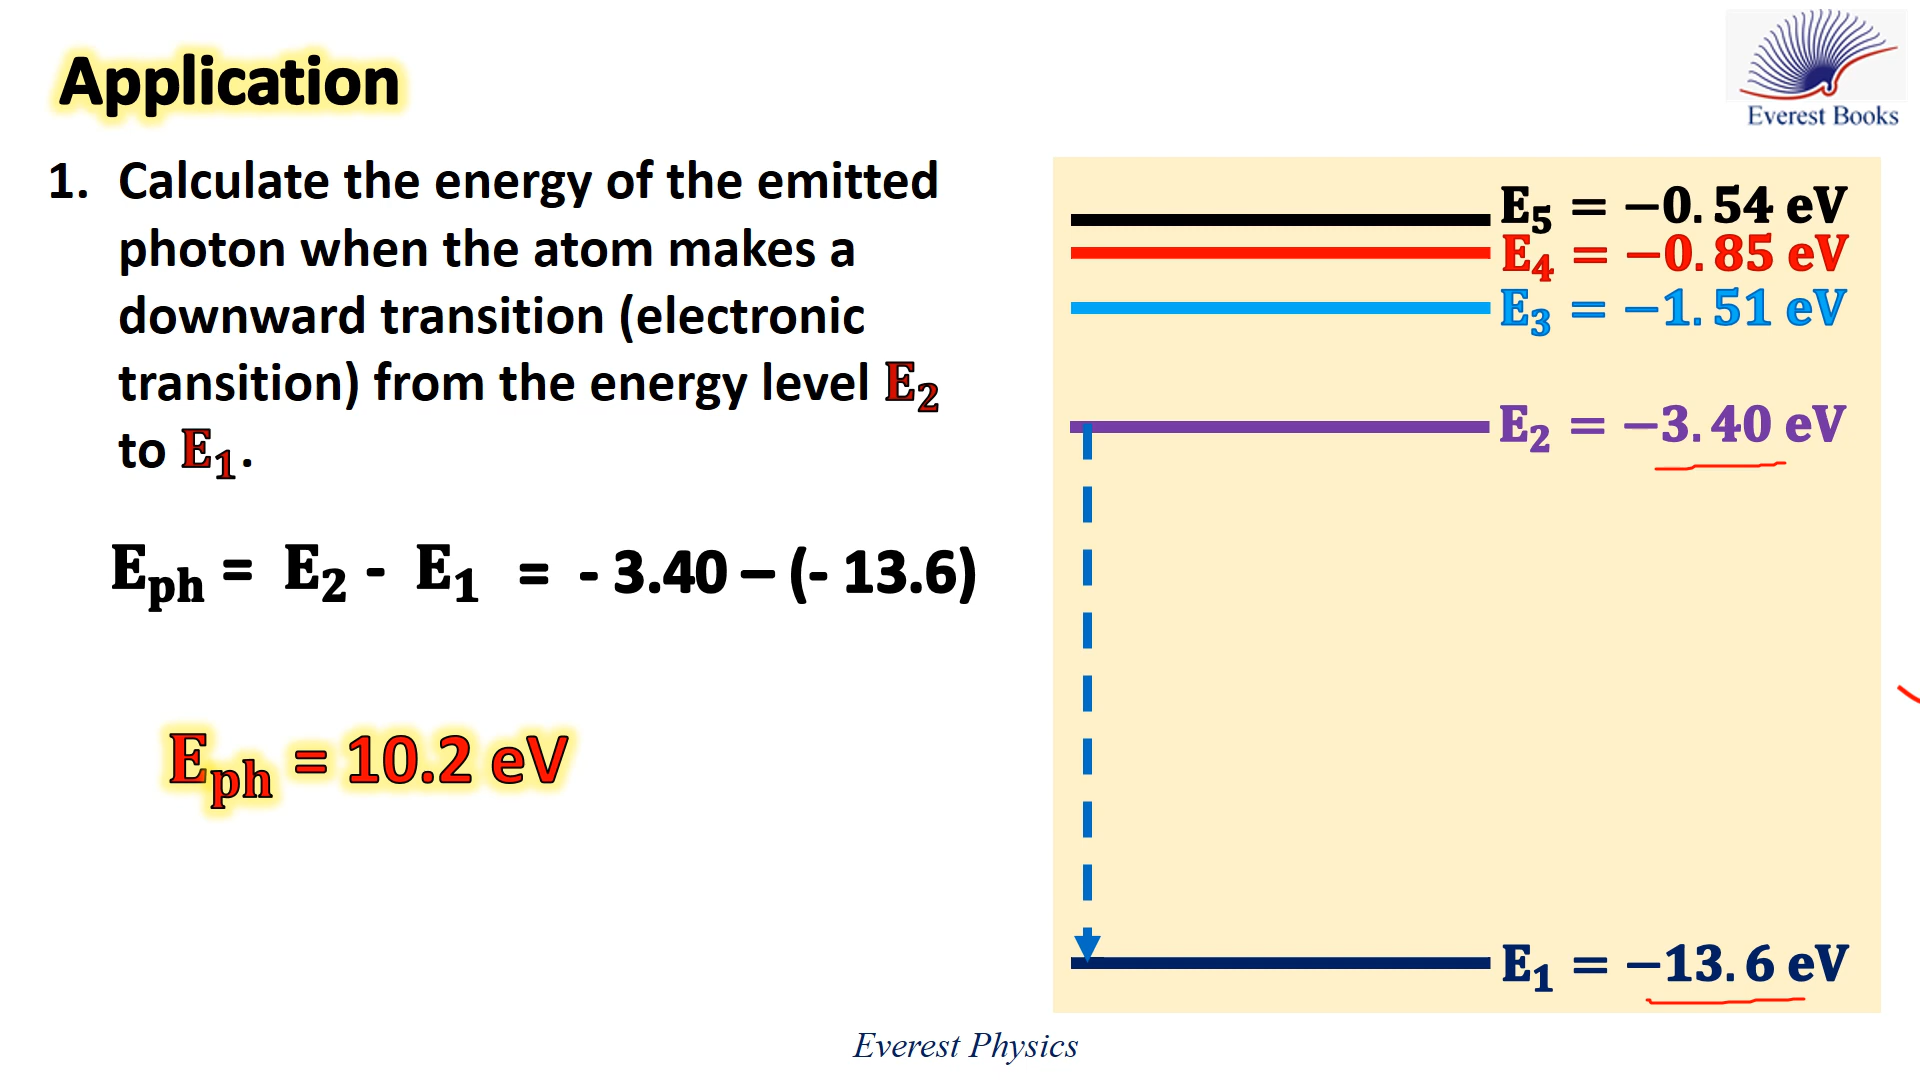 Application
Everest Books
1. Calculate the energy of the emitted
photon when the atom makes a
downward transition (electronic
transition) from the energy level E₂
to E₁.
Eₚₕ = E₂ - E₁ = - 3.40 – (- 13.6)
Eₚₕ = 10.2 eV
E₅ = −0.54 eV
E₄ = −0.85 eV
E₃ = −1.51 eV
E₂ = −3.40 eV
E₁ = −13.6 eV
Everest Physics